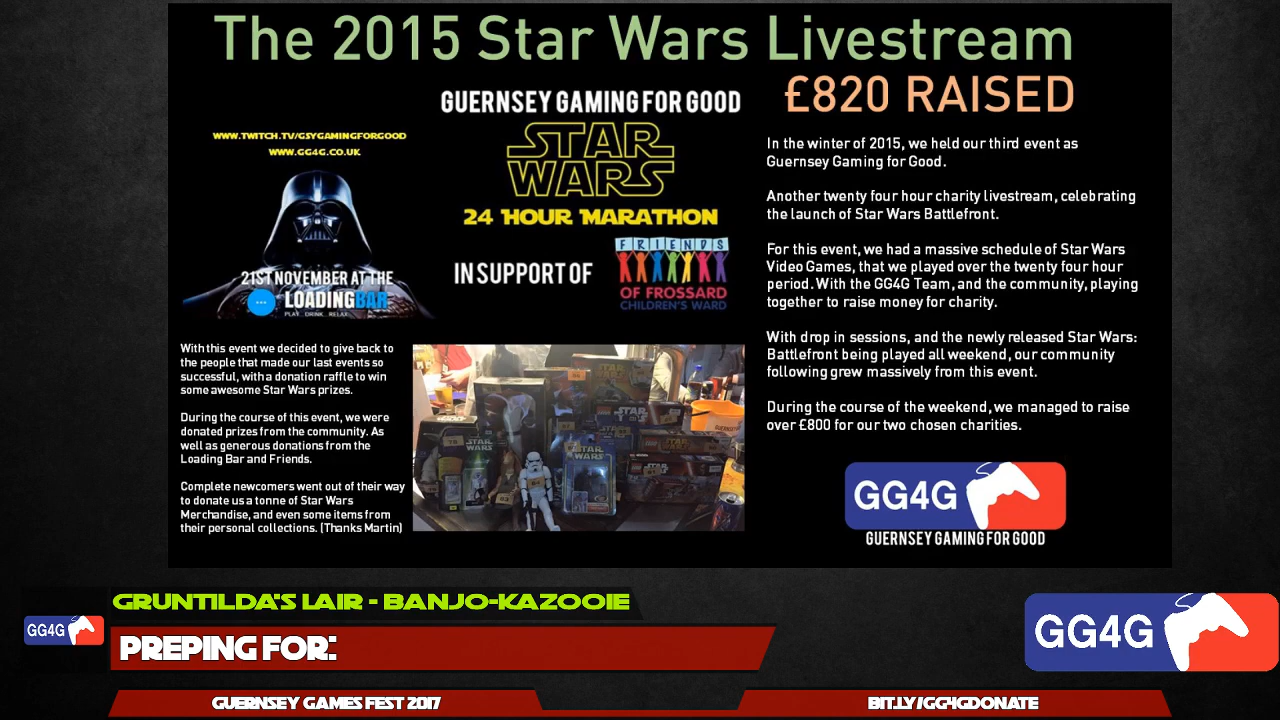 The 2015 Star Wars Livestream
£820 RAISED
GUERNSEY GAMING FOR GOOD
WWW.TWITCH.TV/GSYGAMINGFORGOOD
WWW.GG4G.CO.UK
STAR
WARS
24 HOUR MARATHON
IN SUPPORT OF
FRIENDS
OF FROSSARD
CHILDREN'S WARD
21ST NOVEMBER AT THE
LOADINGBAR
PLAY.. DRINK.. RELAX
With this event we decided to give back to
the people that made our last events so
successful, with a donation raffle to win
some awesome Star Wars prizes.
During the course of this event, we were
donated prizes from the community. As
well as generous donations from the
Loading Bar and Friends.
Complete newcomers went out of their way
to donate us a tonne of Star Wars
Merchandise, and even some items from
their personal collections. (Thanks Martin)
STAR WARS
In the winter of 2015, we held our third event as
Guernsey Gaming for Good.
Another twenty four hour charity livestream, celebrating
the launch of Star Wars Battlefront.
For this event, we had a massive schedule of Star Wars
Video Games, that we played over the twenty four hour
period. With the GG4G Team, and the community, playing
together to raise money for charity.
With drop in sessions, and the newly released Star Wars:
Battlefront being played all weekend, our community
following grew massively from this event.
During the course of the weekend, we managed to raise
over £800 for our two chosen charities.
GG4G
GUERNSEY GAMING FOR GOOD
GRUNTILDA'S LAIR - BANJO-KAZOOIE
GG4G
PREPING FOR:
GG4G
GUERNSEY GAMES FEST 2017
BIT.LY/GG4GDONATE